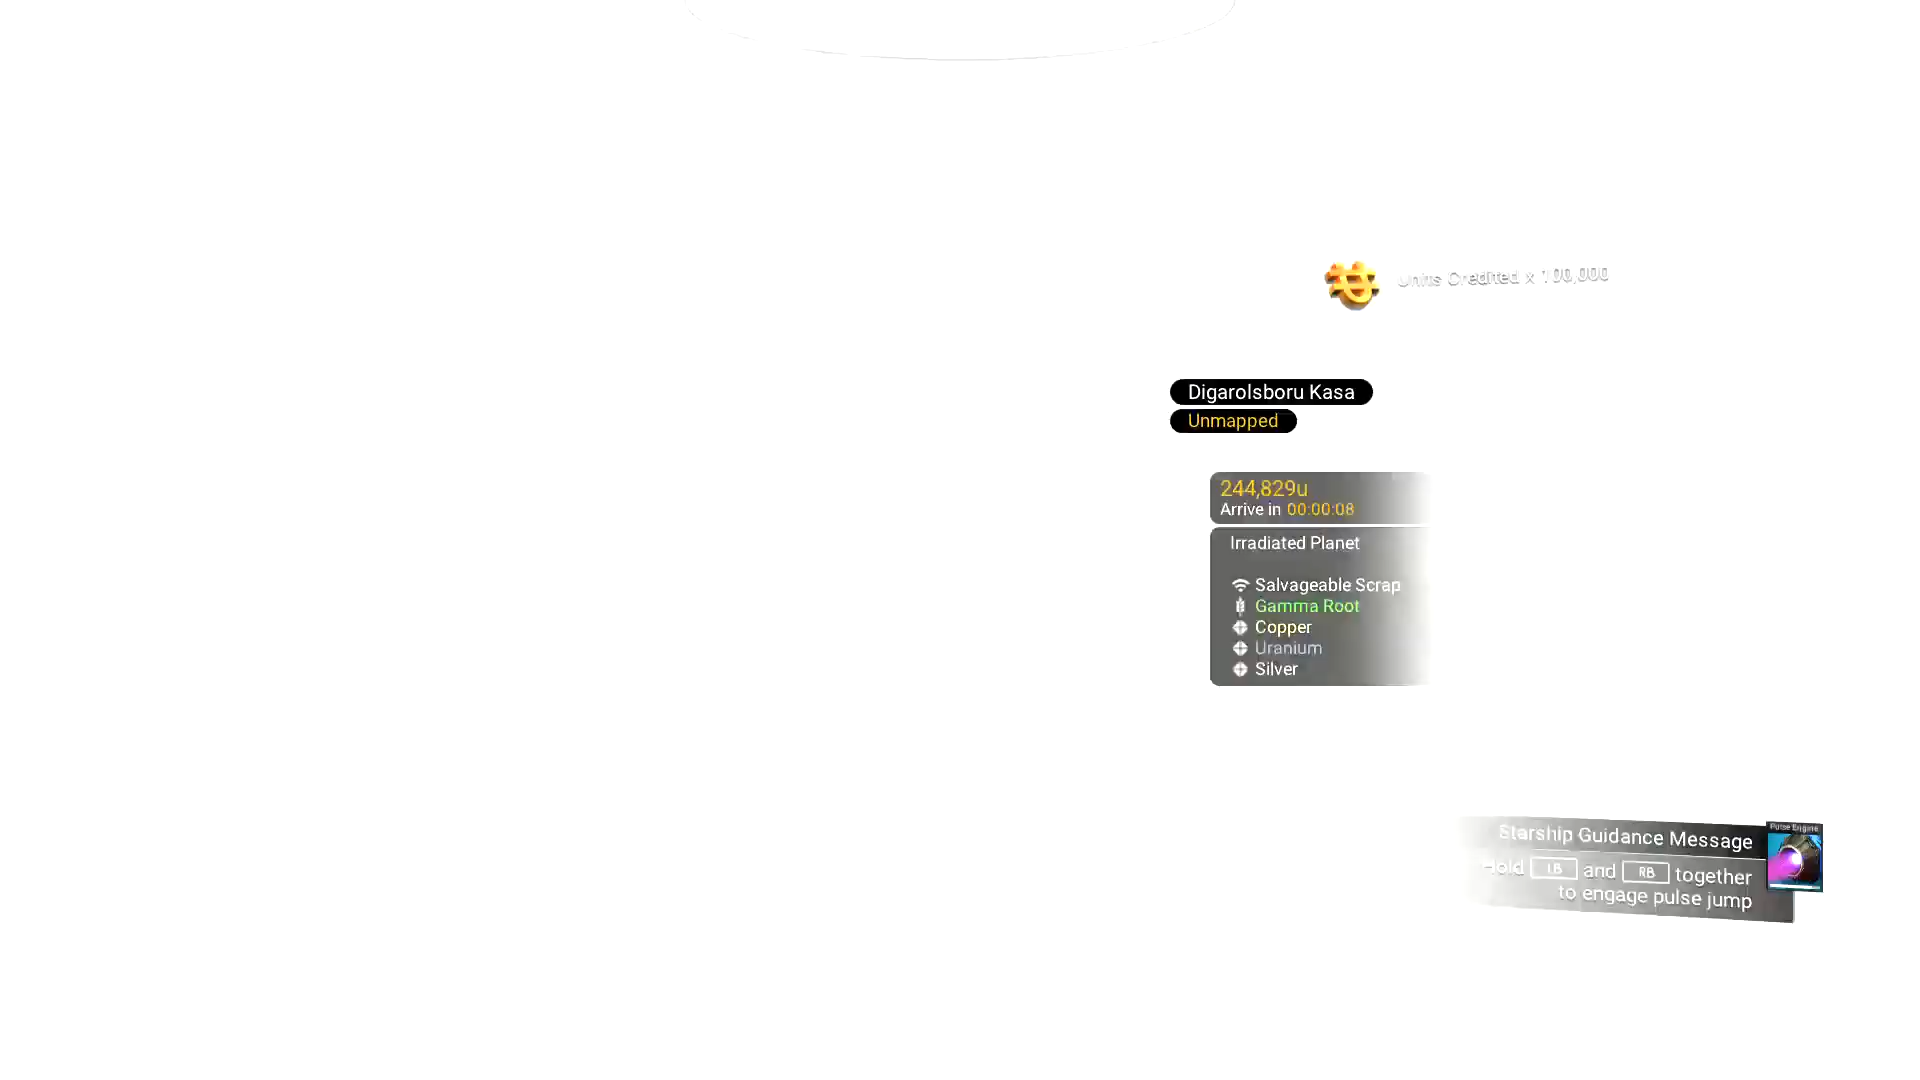 Units Credited x 100,000
Digarolsboru Kasa
Unmapped
244,829u
Arrive in 00:00:08
Irradiated Planet
Salvageable Scrap
Gamma Root
Copper
Uranium
Silver
Pulse Engine
Starship Guidance Message
Hold LB and RB together
to engage pulse jump